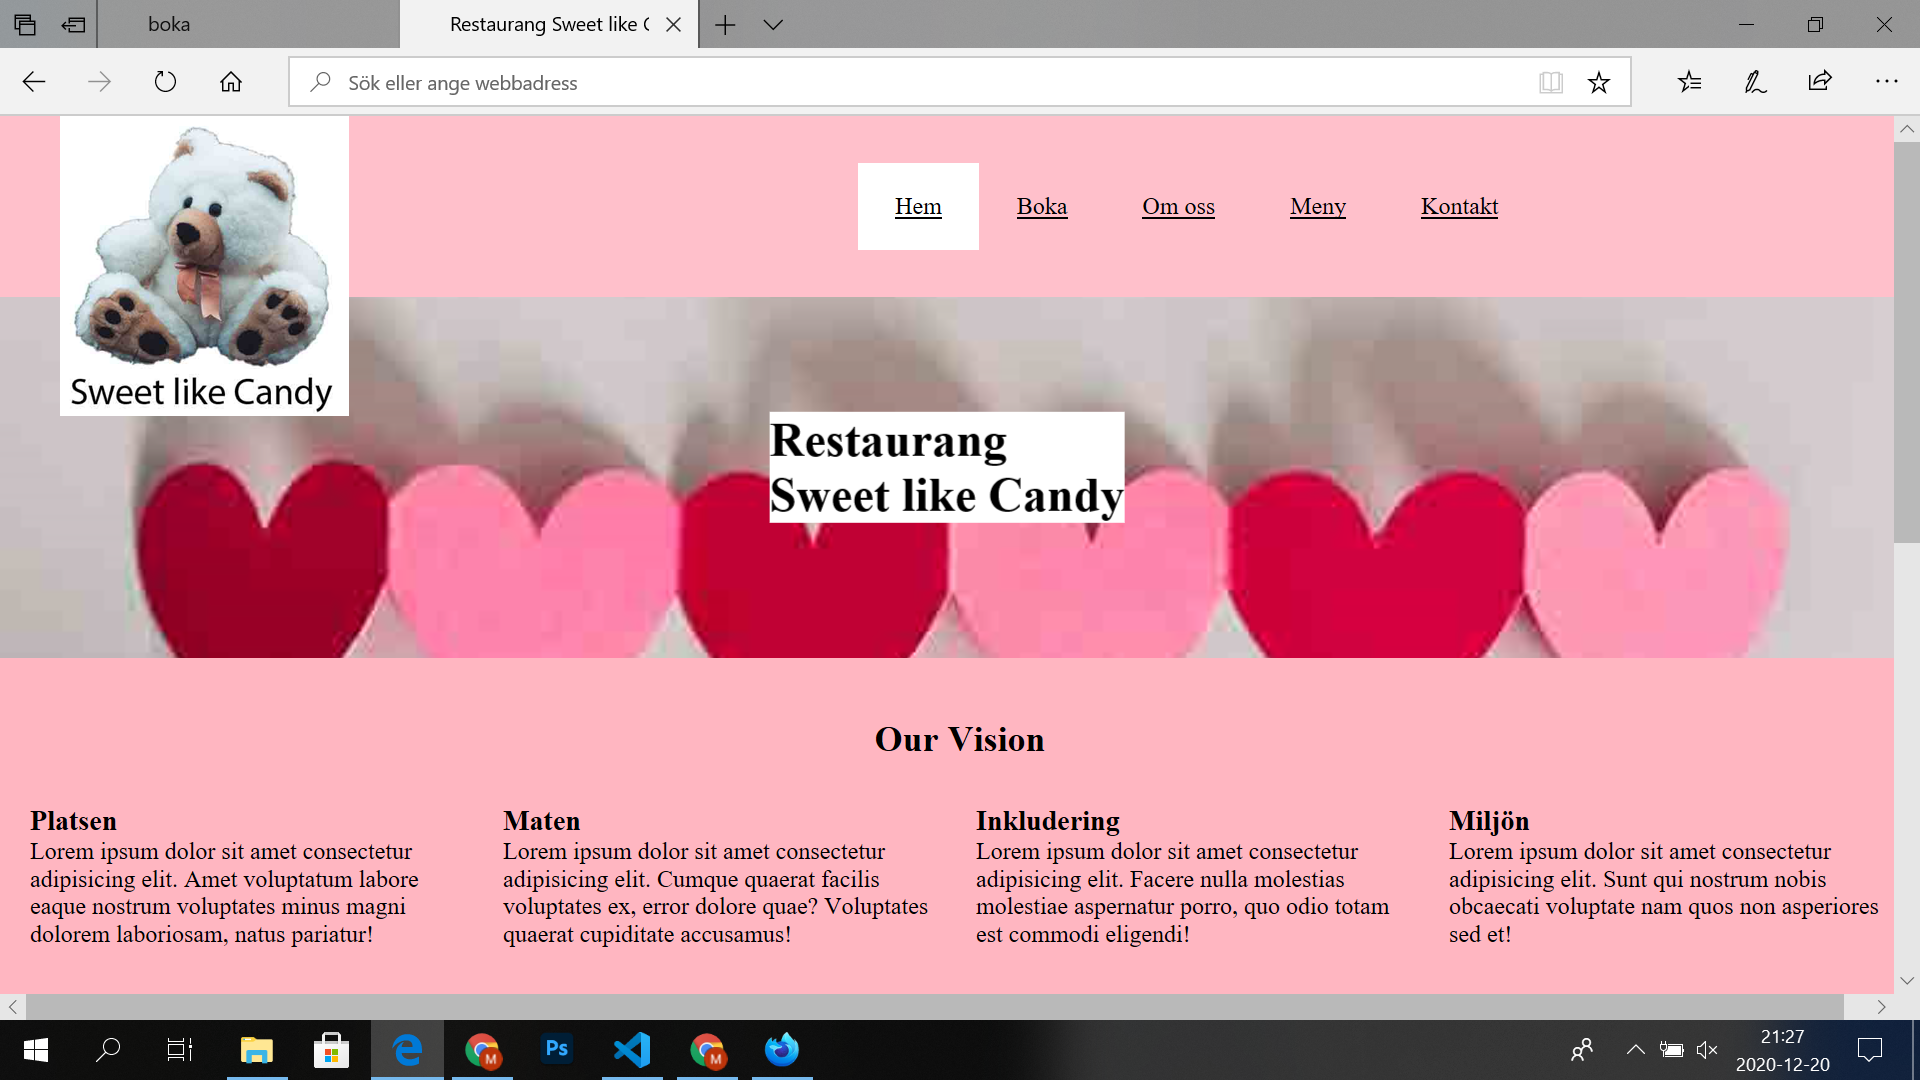 boka
Restaurang Sweet like
Sök eller ange webbadress
Sweet like Candy
Hem
Boka
Om oss
Meny
Kontakt
Restaurang
Sweet like Candy
Our Vision
Platsen
Lorem ipsum dolor sit amet consectetur
adipisicing elit. Amet voluptatum labore
eaque nostrum voluptates minus magni
dolorem laboriosam, natus pariatur!
Maten
Lorem ipsum dolor sit amet consectetur
adipisicing elit. Cumque quaerat facilis
voluptates ex, error dolore quae? Voluptates
quaerat cupiditate accusamus!
Inkludering
Lorem ipsum dolor sit amet consectetur
adipisicing elit. Facere nulla molestias
molestiae aspernatur porro, quo odio totam
est commodi eligendi!
Miljön
Lorem ipsum dolor sit amet consectetur
adipisicing elit. Sunt qui nostrum nobis
obcaecati voluptate nam quos non asperiores
sed et!
M
Ps
M
21:27
2020-12-20